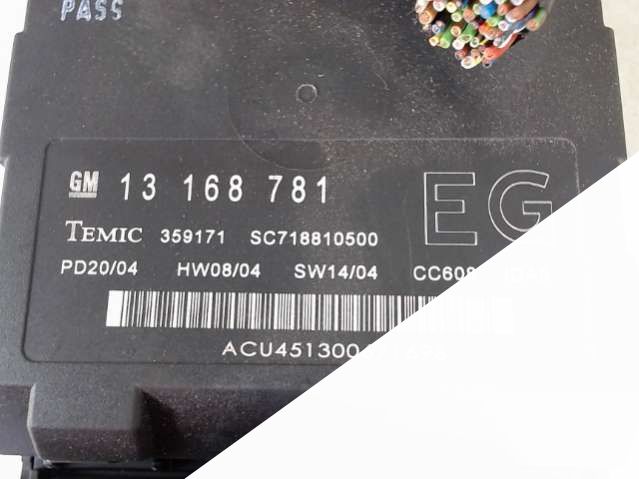 PASS
GM 13 168 781 EG
TEMIC 359171 SC718810500
PD20/04 HW08/04 SW14/04